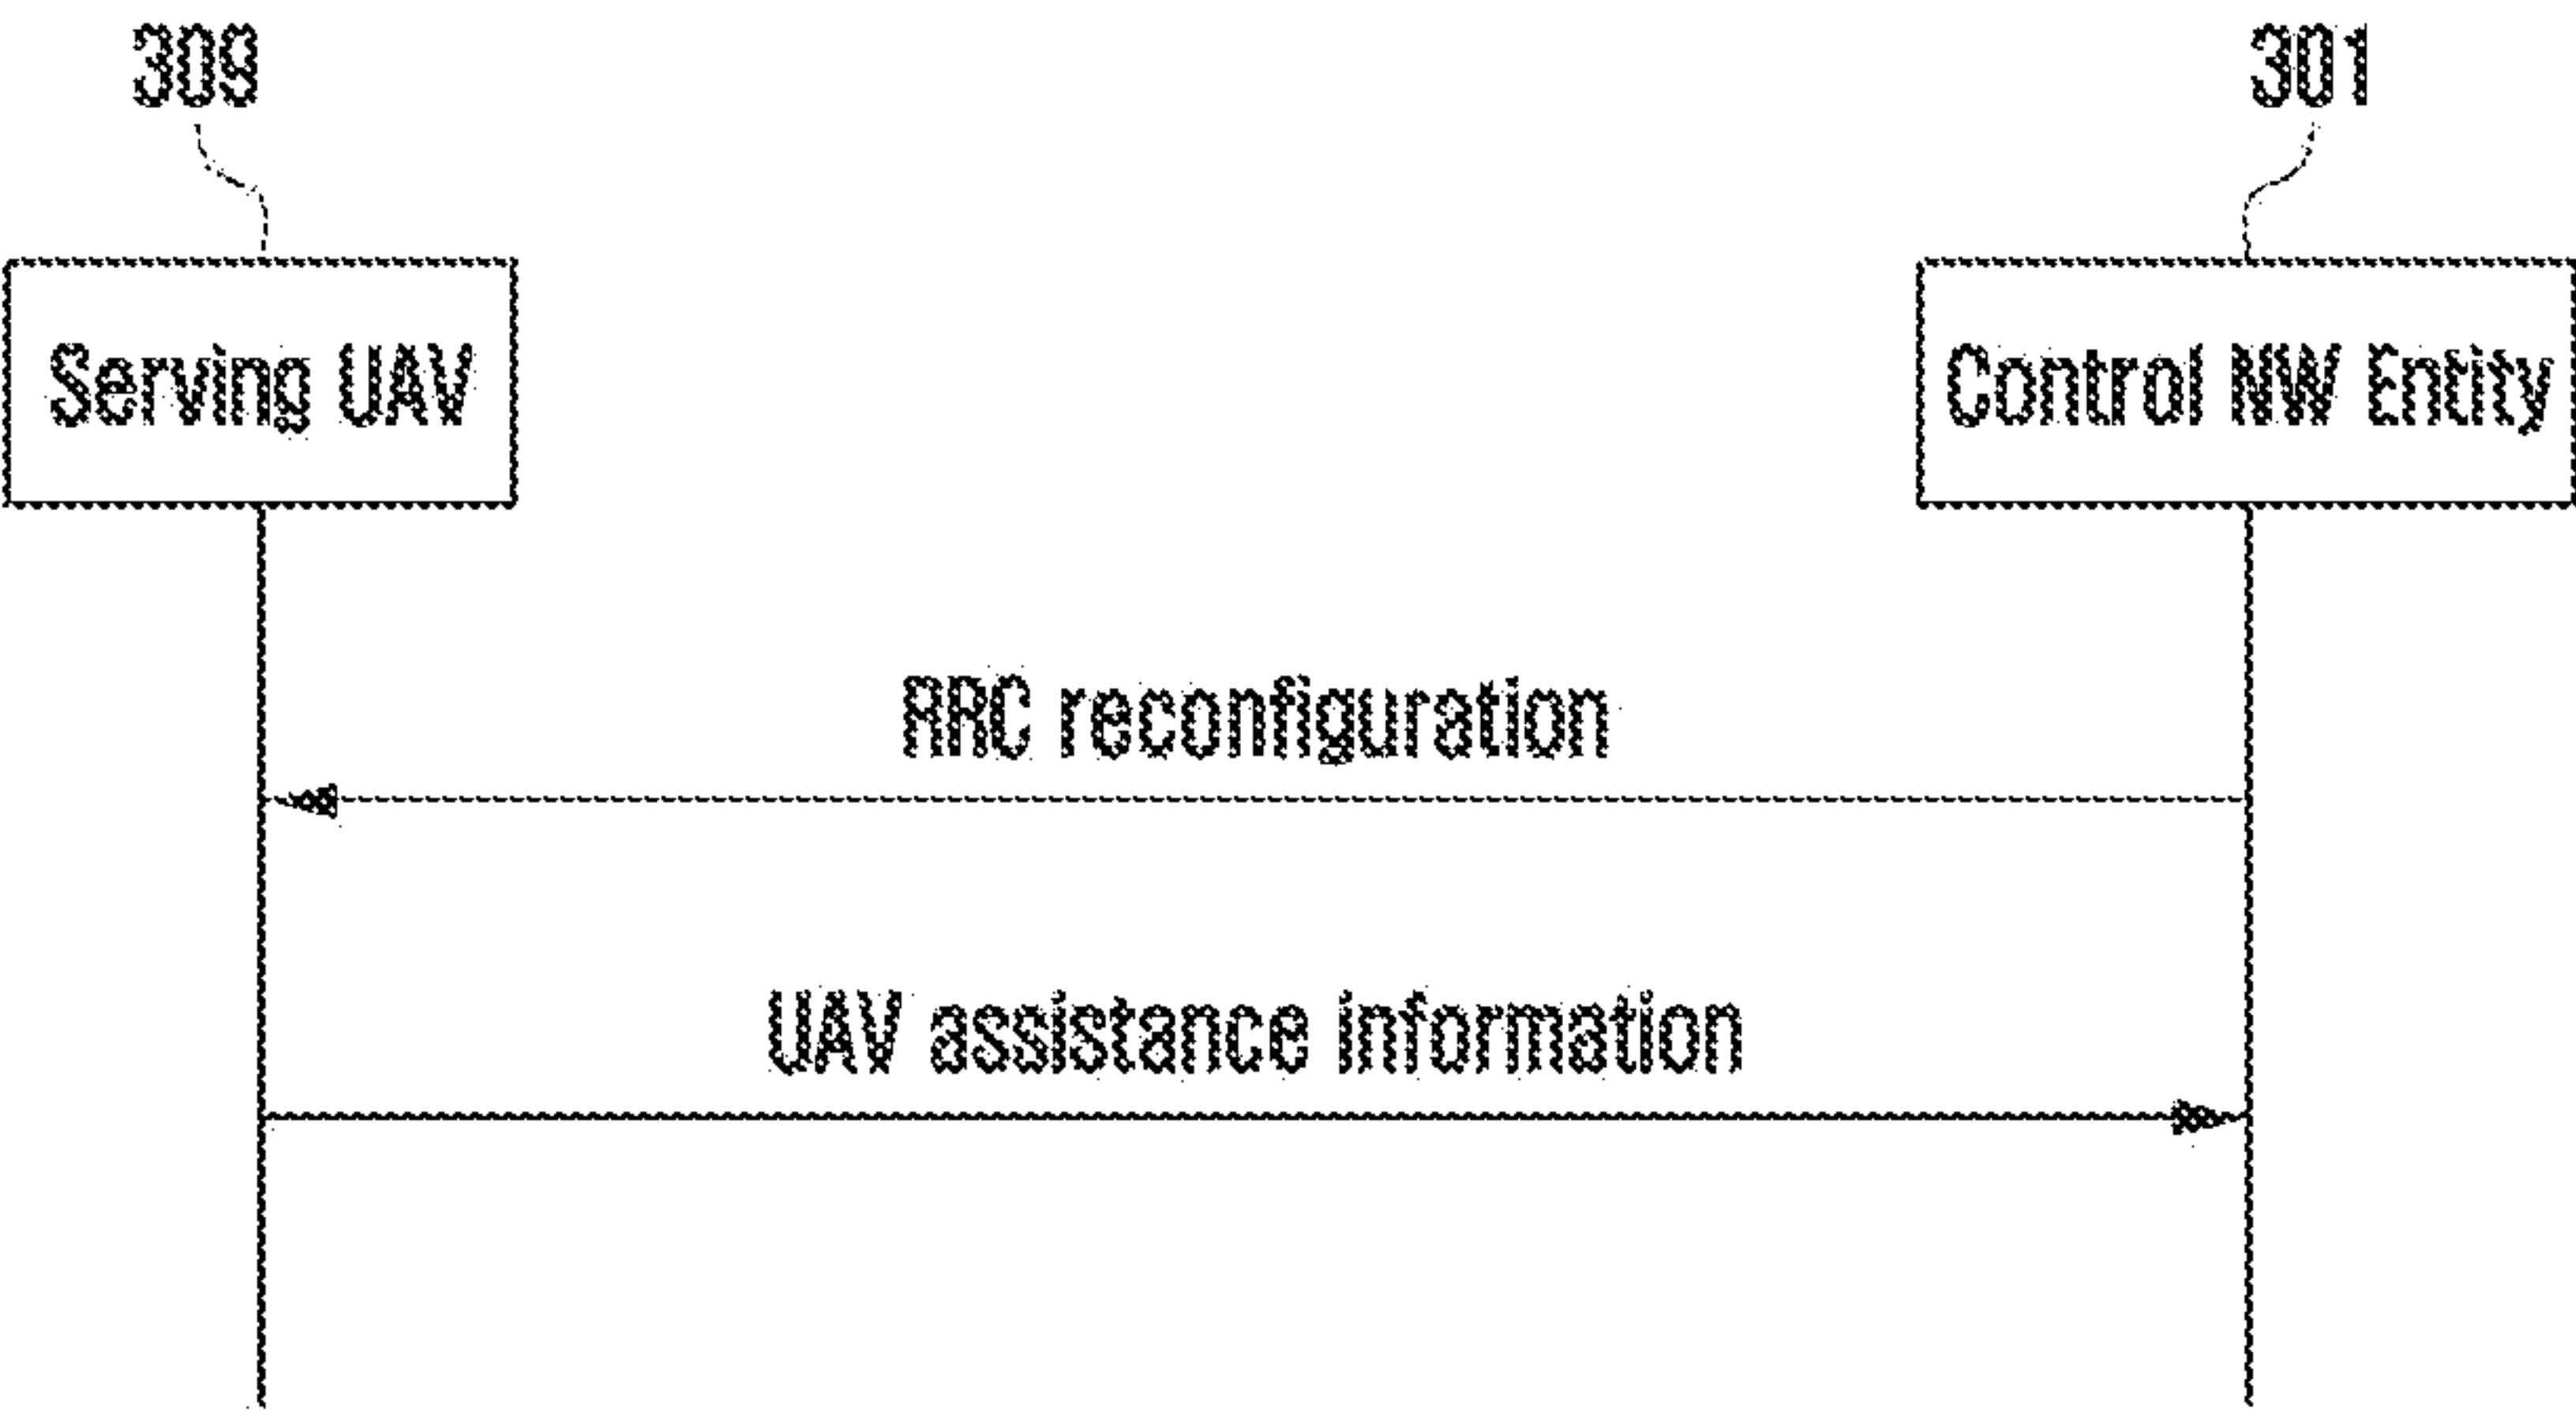 309 301
Serving UAV Control NW Entity
RRC reconfiguration
UAV assistance information